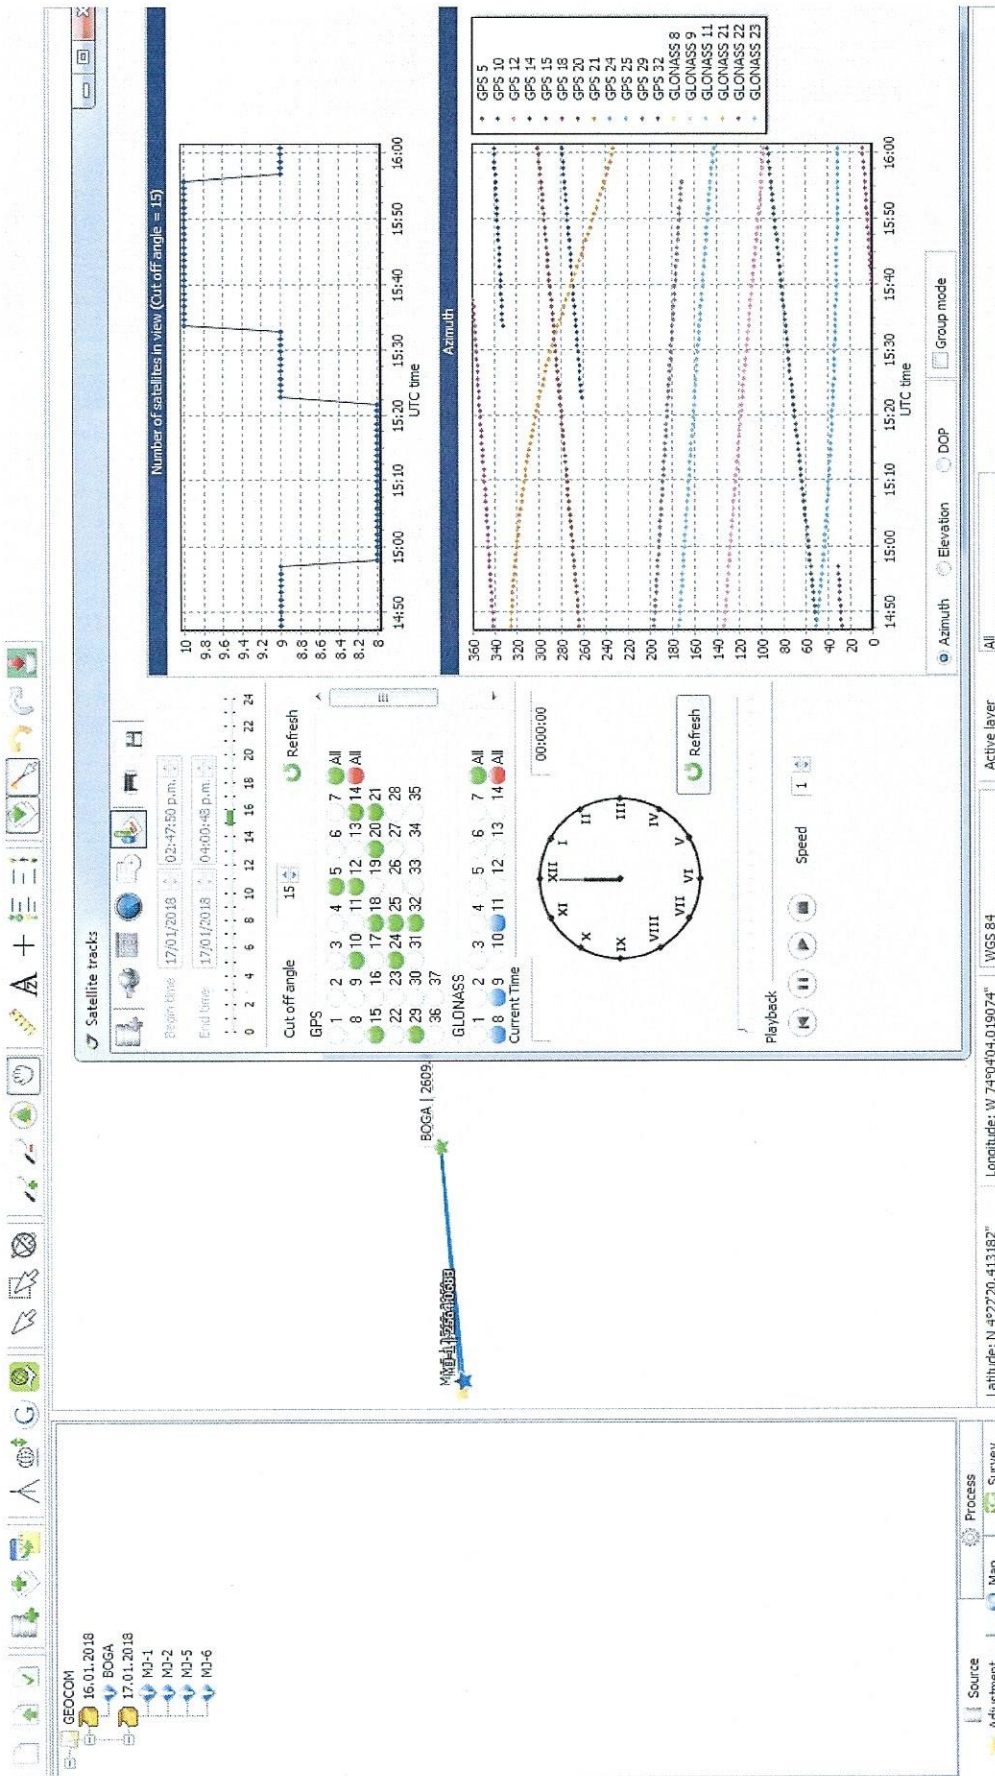 GEOCOM
16.01.2018
BOGA
17.01.2018
MJ-1
MJ-2
MJ-5
MJ-6
Source
Process
Adjustment
Map
Survey
BOGA | 2609.
Latitude: N 4°22'20.413182"
Longitude: W 74°04'04.019074"
WGS 84
Active layer
All
Satellite tracks
Begin time 17/01/2018 02:47:50 p.m.
End time 17/01/2018 04:00:48 p.m.
0 2 4 6 8 10 12 14 16 18 20 22 24
Cut off angle 15 Refresh
GPS
1 2 3 4 5 6 7 All
8 9 10 11 12 13 14 All
15 16 17 18 19 20 21
22 23 24 25 26 27 28
29 30 31 32 33 34 35
36 37
GLONASS
1 2 3 4 5 6 7 All
8 9 10 11 12 13 14 All
Current Time
00:00:00
XII
I
II
III
IV
V
VI
VII
VIII
IX
X
XI
Refresh
Playback
Speed 1
Number of satellites in view (Cut off angle = 15)
10
9.8
9.6
9.4
9.2
9
8.8
8.6
8.4
8.2
8
14:50 15:00 15:10 15:20 15:30 15:40 15:50 16:00
UTC time
Azimuth
360
340
320
300
280
260
240
220
200
180
160
140
120
100
80
60
40
20
0
14:50 15:00 15:10 15:20 15:30 15:40 15:50 16:00
UTC time
GPS 5
GPS 10
GPS 12
GPS 14
GPS 15
GPS 18
GPS 20
GPS 21
GPS 24
GPS 25
GPS 29
GPS 32
GLONASS 8
GLONASS 9
GLONASS 11
GLONASS 21
GLONASS 22
GLONASS 23
Azimuth Elevation DOP Group mode